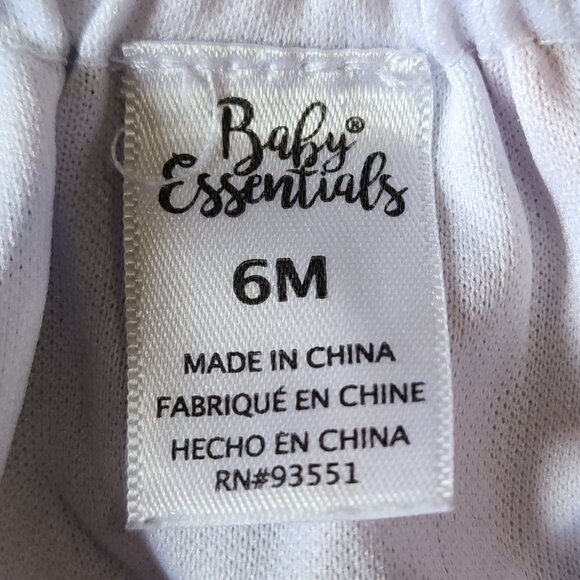 Baby®
Essentials
6M
MADE IN CHINA
FABRIQUÉ EN CHINE
HECHO EN CHINA
RN#93551